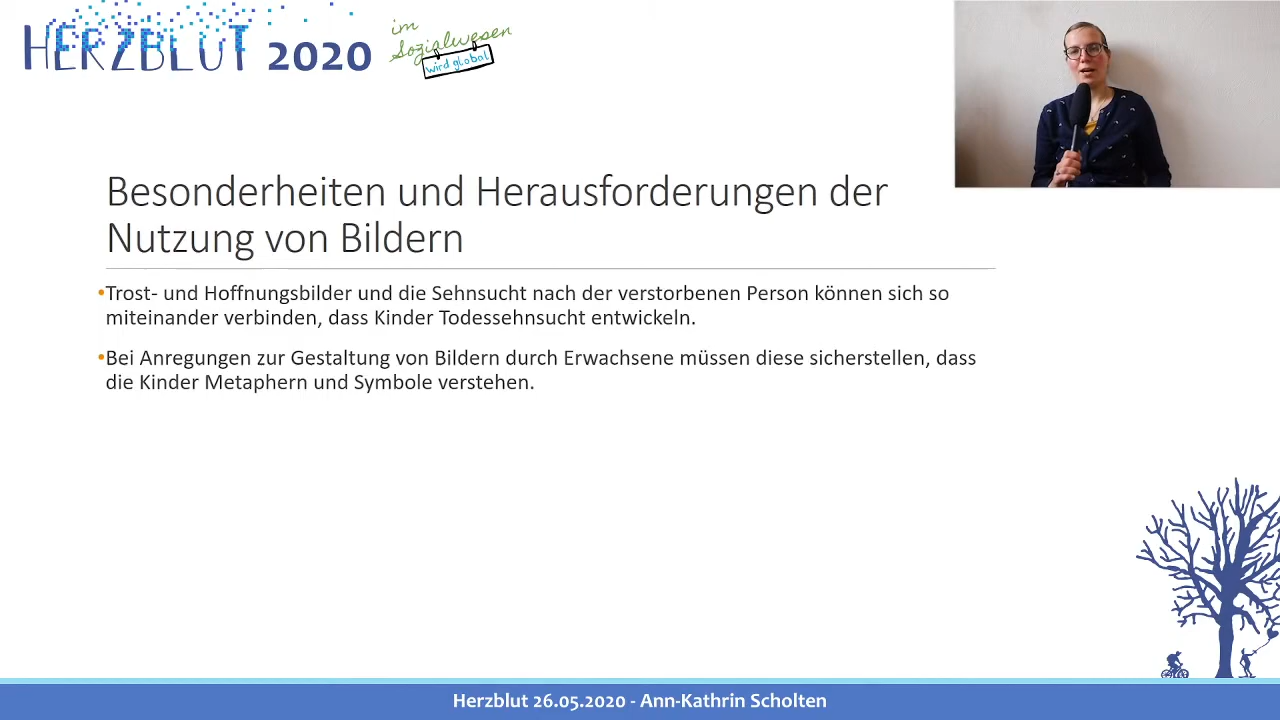 HERZBLUT 2020
im
Sozialwesen
wird global
Besonderheiten und Herausforderungen der
Nutzung von Bildern
•Trost- und Hoffnungsbilder und die Sehnsucht nach der verstorbenen Person können sich so
miteinander verbinden, dass Kinder Todessehnsucht entwickeln.
•Bei Anregungen zur Gestaltung von Bildern durch Erwachsene müssen diese sicherstellen, dass
die Kinder Metaphern und Symbole verstehen.
Herzblut 26.05.2020 - Ann-Kathrin Scholten